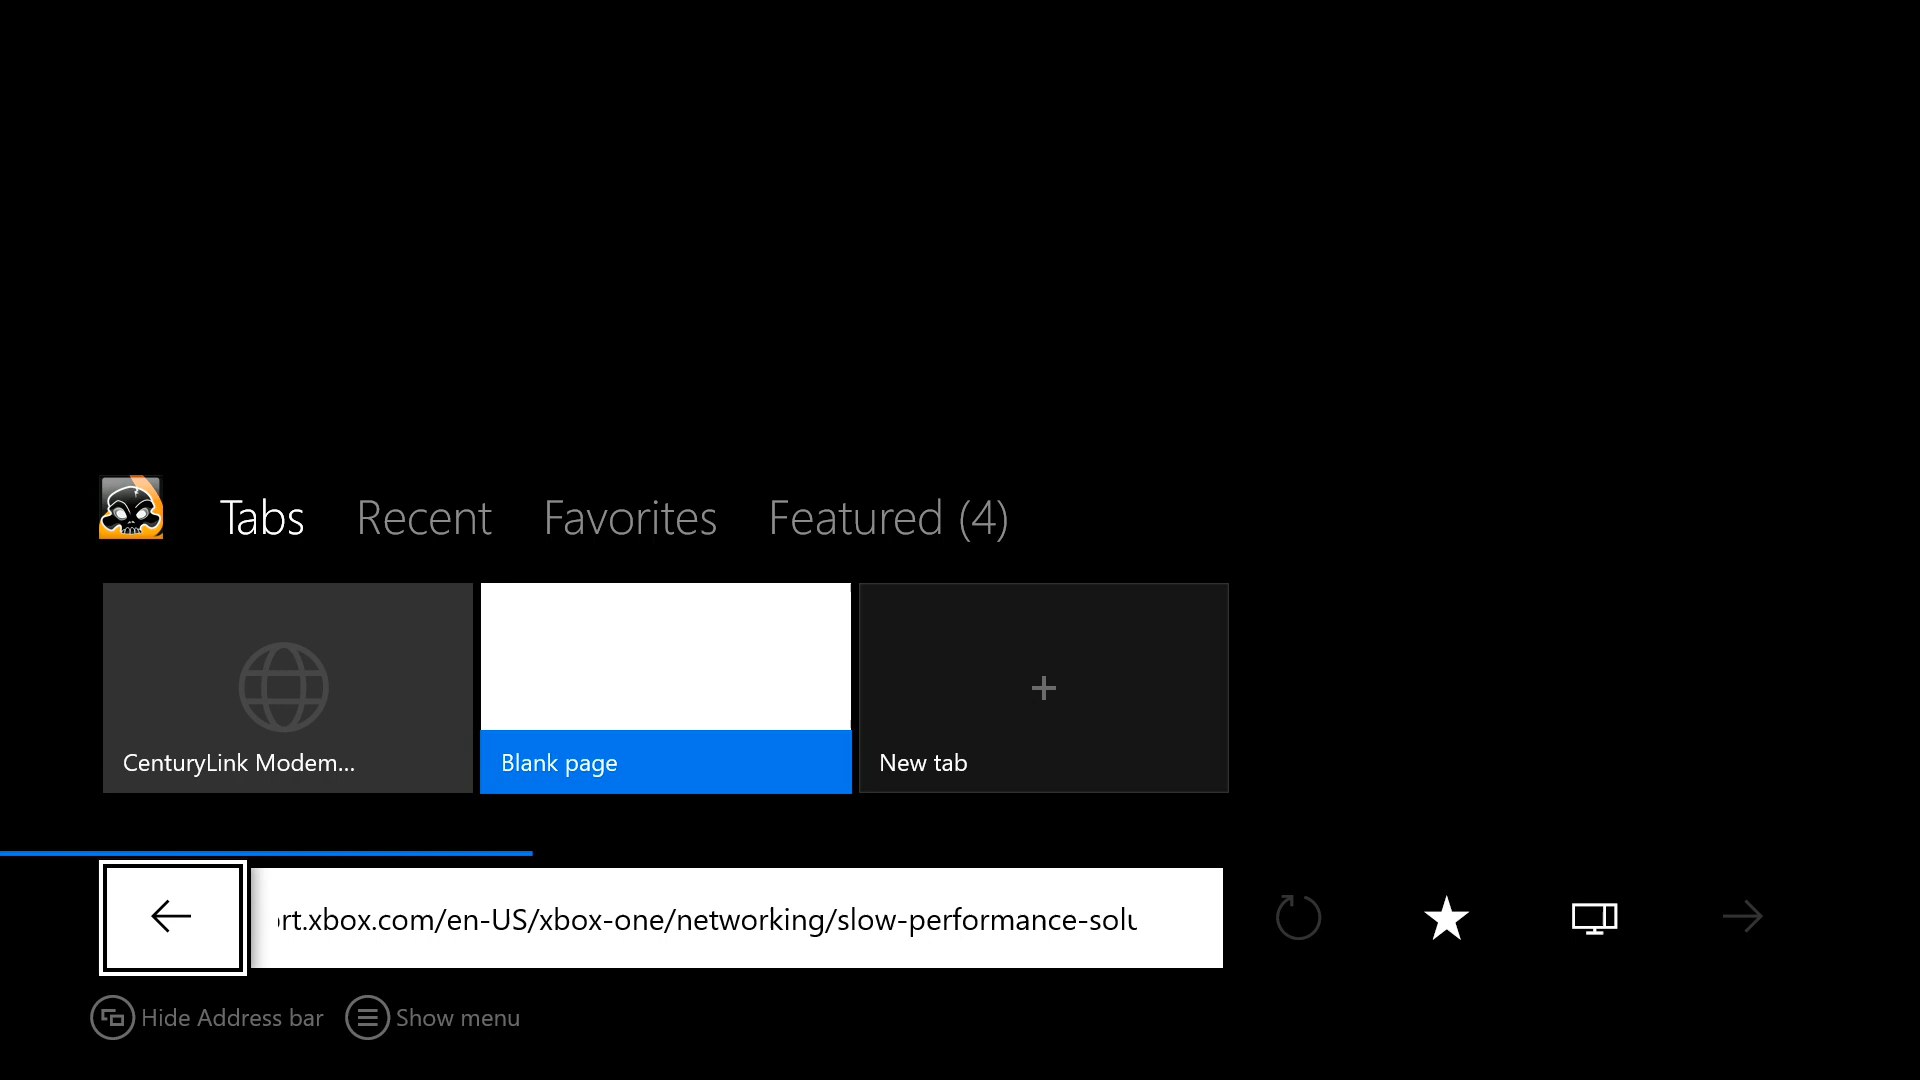 Tabs Recent Favorites Featured (4)
CenturyLink Modem... Blank page New tab
rt.xbox.com/en-US/xbox-one/networking/slow-performance-solu
Hide Address bar Show menu